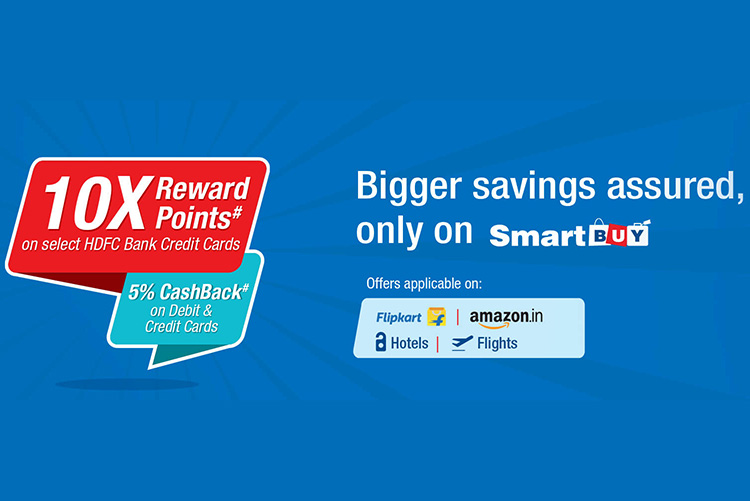 10X Reward
Points#
on select HDFC Bank Credit Cards
5% CashBack#
on Debit &
Credit Cards
Bigger savings assured,
only on SmartBUY
Offers applicable on:
Flipkart f | amazon.in
Hotels | Flights